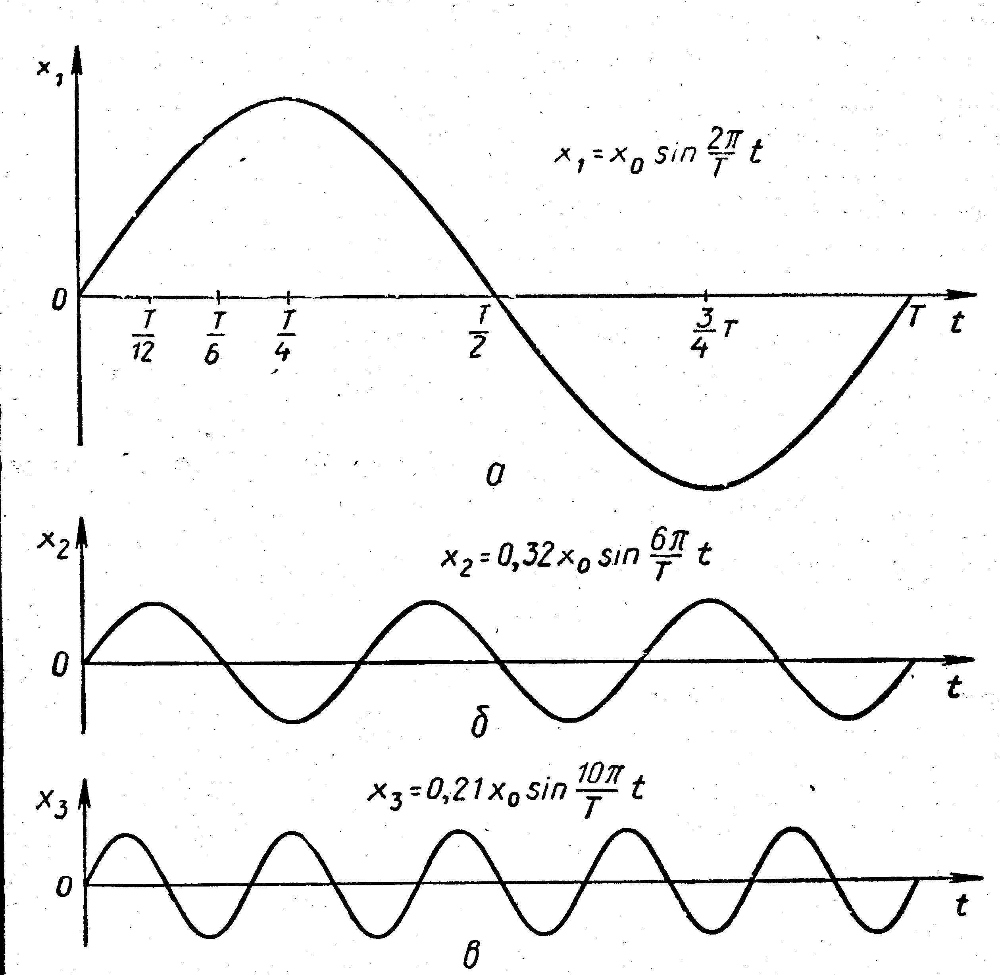 x₁
x₁ = x₀ sin 2π/T t
0
T/12 T/6 T/4 T/2 3/4 T T t
а
x₂
x₂ = 0,32 x₀ sin 6π/T t
0
t
б
x₃ = 0,21 x₀ sin 10π/T t
x₃
0
t
в